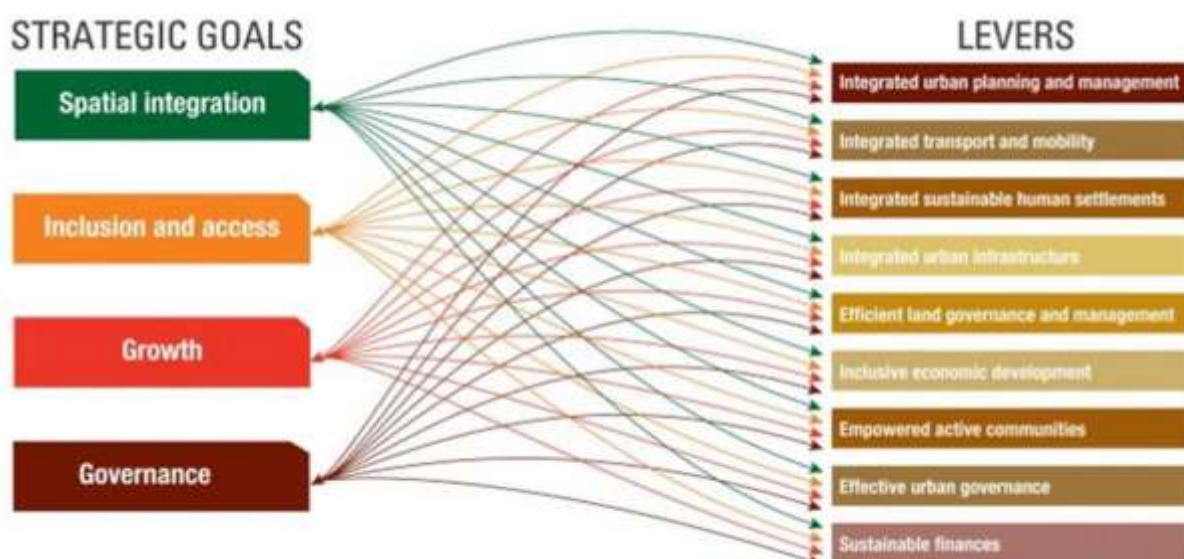 STRATEGIC GOALS
Spatial integration
Inclusion and access
Growth
Governance
LEVERS
Integrated urban planning and management
Integrated transport and mobility
Integrated sustainable human settlements
Integrated urban infrastructure
Efficient land governance and management
Inclusive economic development
Empowered active communities
Effective urban governance
Sustainable finances